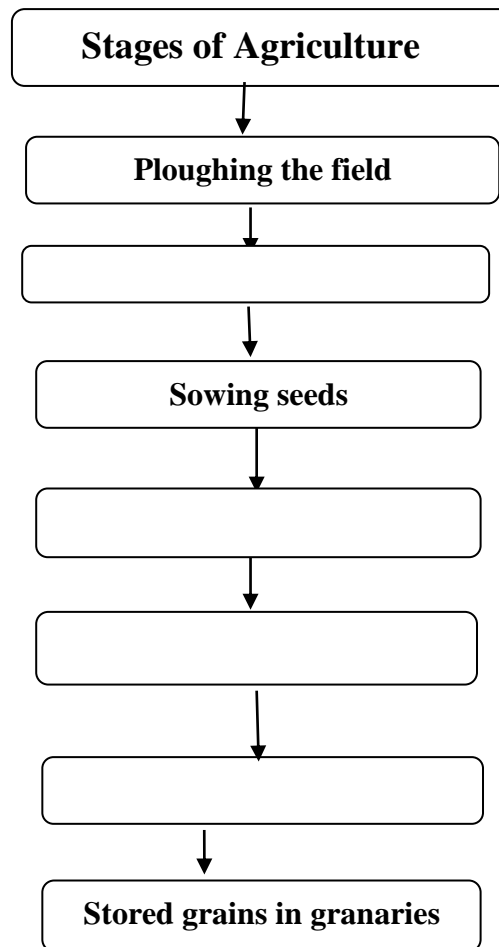 Stages of Agriculture
Ploughing the field
Sowing seeds
Stored grains in granaries